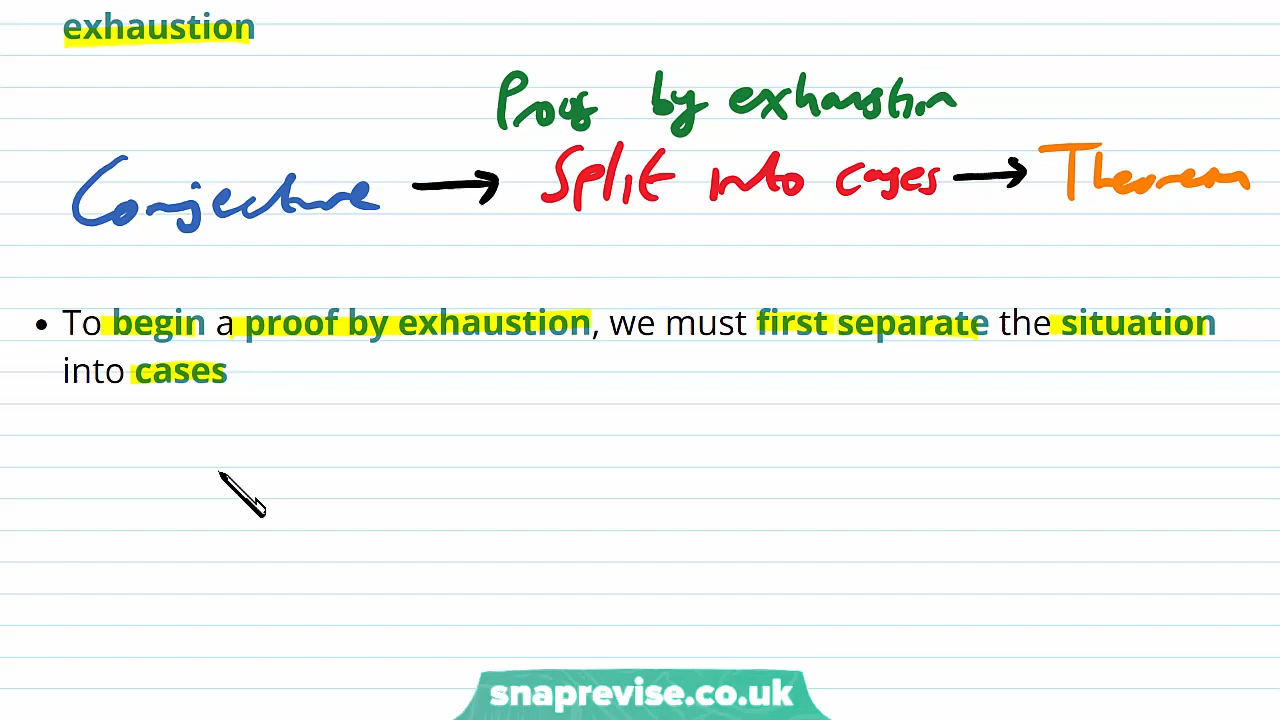 exhaustion
Proof by exhaustion
Conjecture → Split into cases → Theorem
• To begin a proof by exhaustion, we must first separate the situation
into cases
snaprevise.co.uk